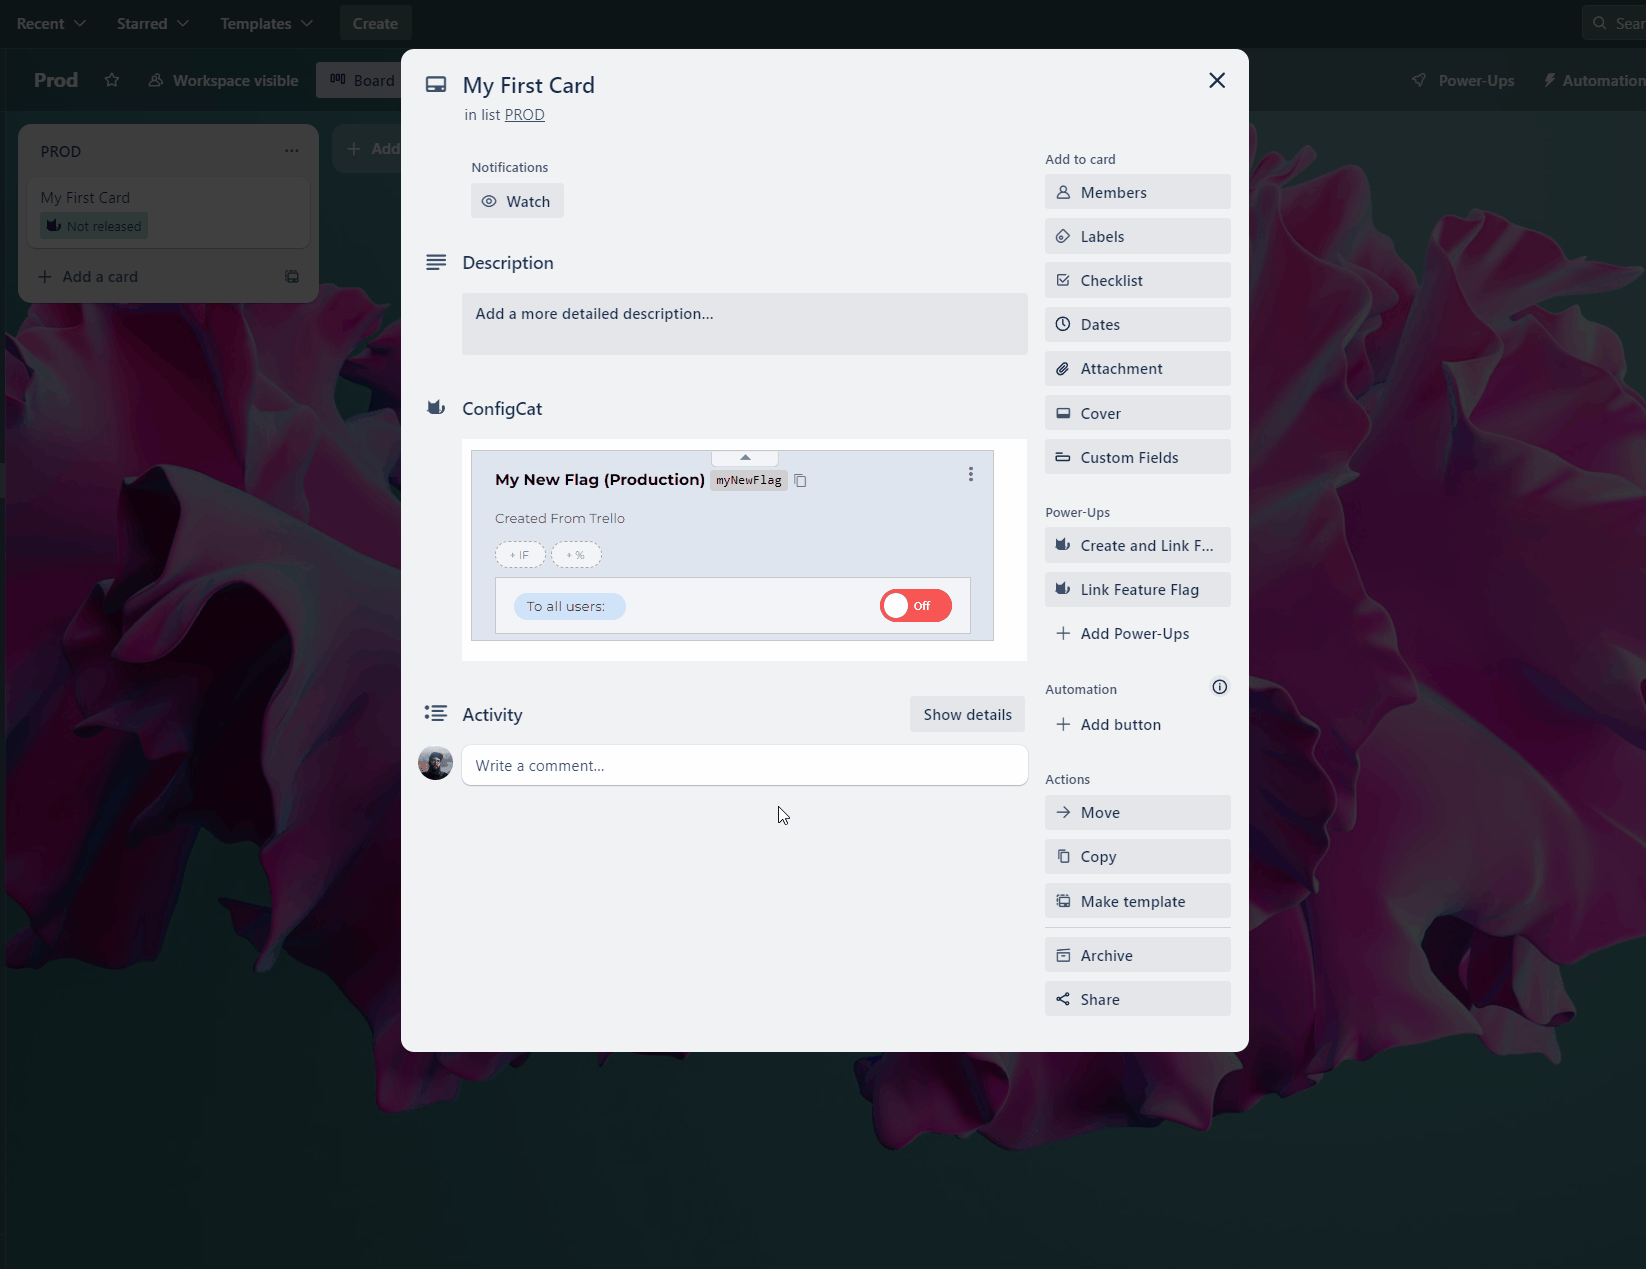 Recent
Starred
Templates
Create
Sear
Prod
Workspace visible
Board
Power-Ups
Automation
PROD
My First Card
Not released
Add a card
Add
My First Card
in list PROD
Notifications
Watch
Description
Add a more detailed description...
ConfigCat
My New Flag (Production) myNewFlag
Created From Trello
+ IF
+ %
To all users:
Off
Activity
Show details
Write a comment...
Add to card
Members
Labels
Checklist
Dates
Attachment
Cover
Custom Fields
Power-Ups
Create and Link F...
Link Feature Flag
Add Power-Ups
Automation
Add button
Actions
Move
Copy
Make template
Archive
Share